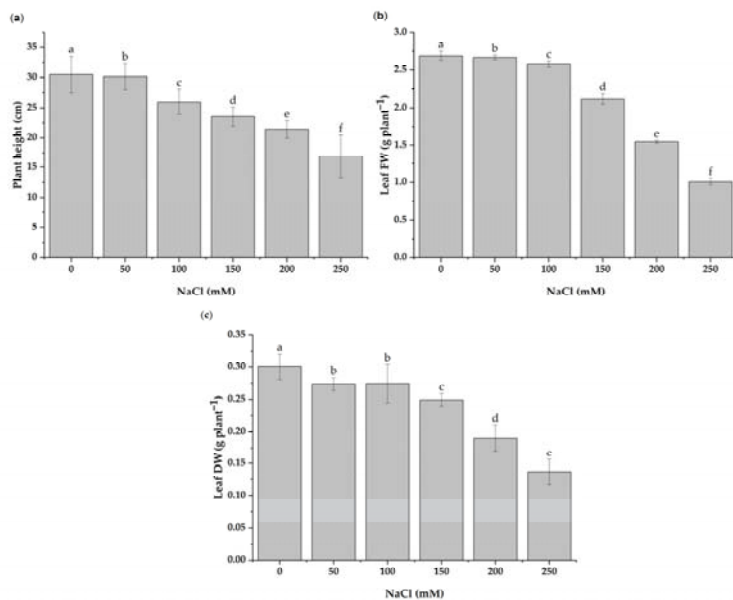 (a)
Plant height (cm)
35
30
25
20
15
10
5
0
a
b
c
d
e
f
0 50 100 150 200 250
NaCl (mM)
(b)
Leaf FW (g plant⁻¹)
3.0
2.5
2.0
1.5
1.0
0.5
0.0
a
b
c
d
e
f
0 50 100 150 200 250
NaCl (mM)
(c)
Leaf DW (g plant⁻¹)
0.35
0.30
0.25
0.20
0.15
0.10
0.05
0.00
a
b
b
c
d
e
0 50 100 150 200 250
NaCl (mM)